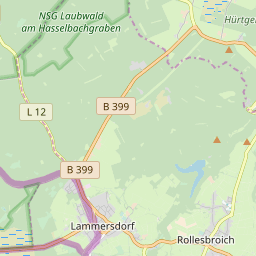 NSG Laubwald
am Hasselbachgraben
Hürtge
B 399
L 12
B 399
Lammersdorf
Rollesbroich